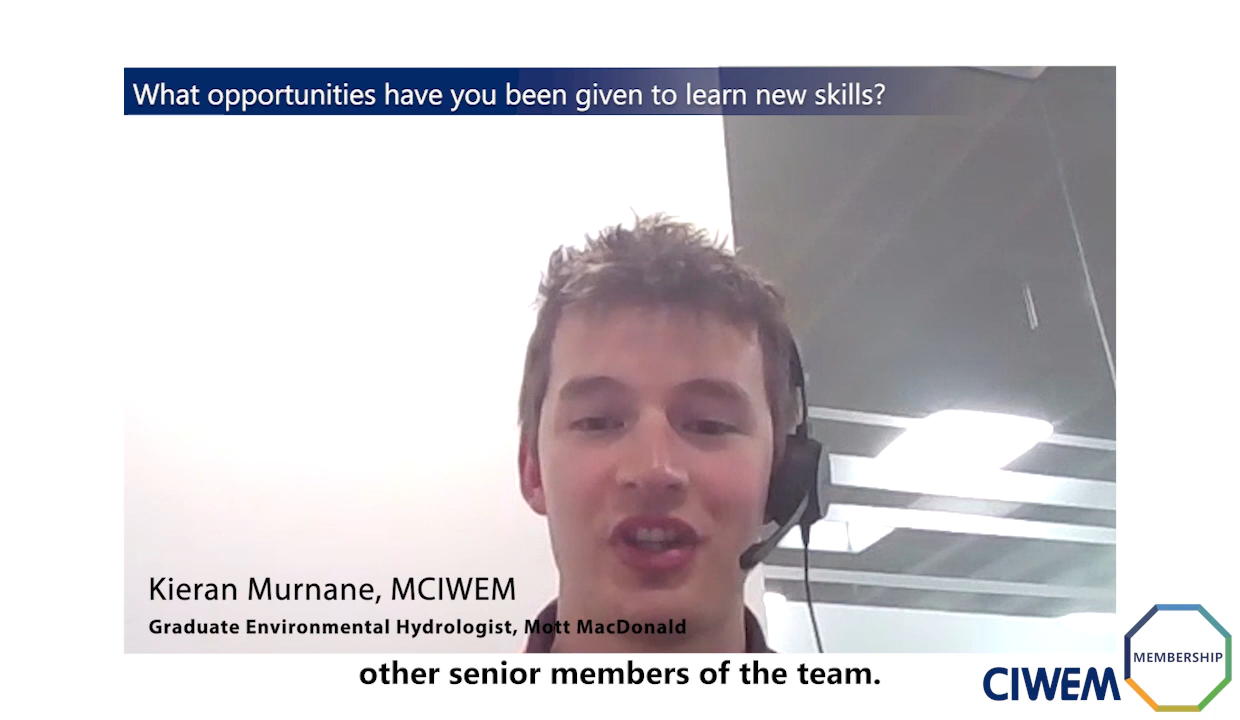 What opportunities have you been given to learn new skills?
Kieran Murnane, MCIWEM
Graduate Environmental Hydrologist, Mott MacDonald
other senior members of the team.
CIWEM
MEMBERSHIP